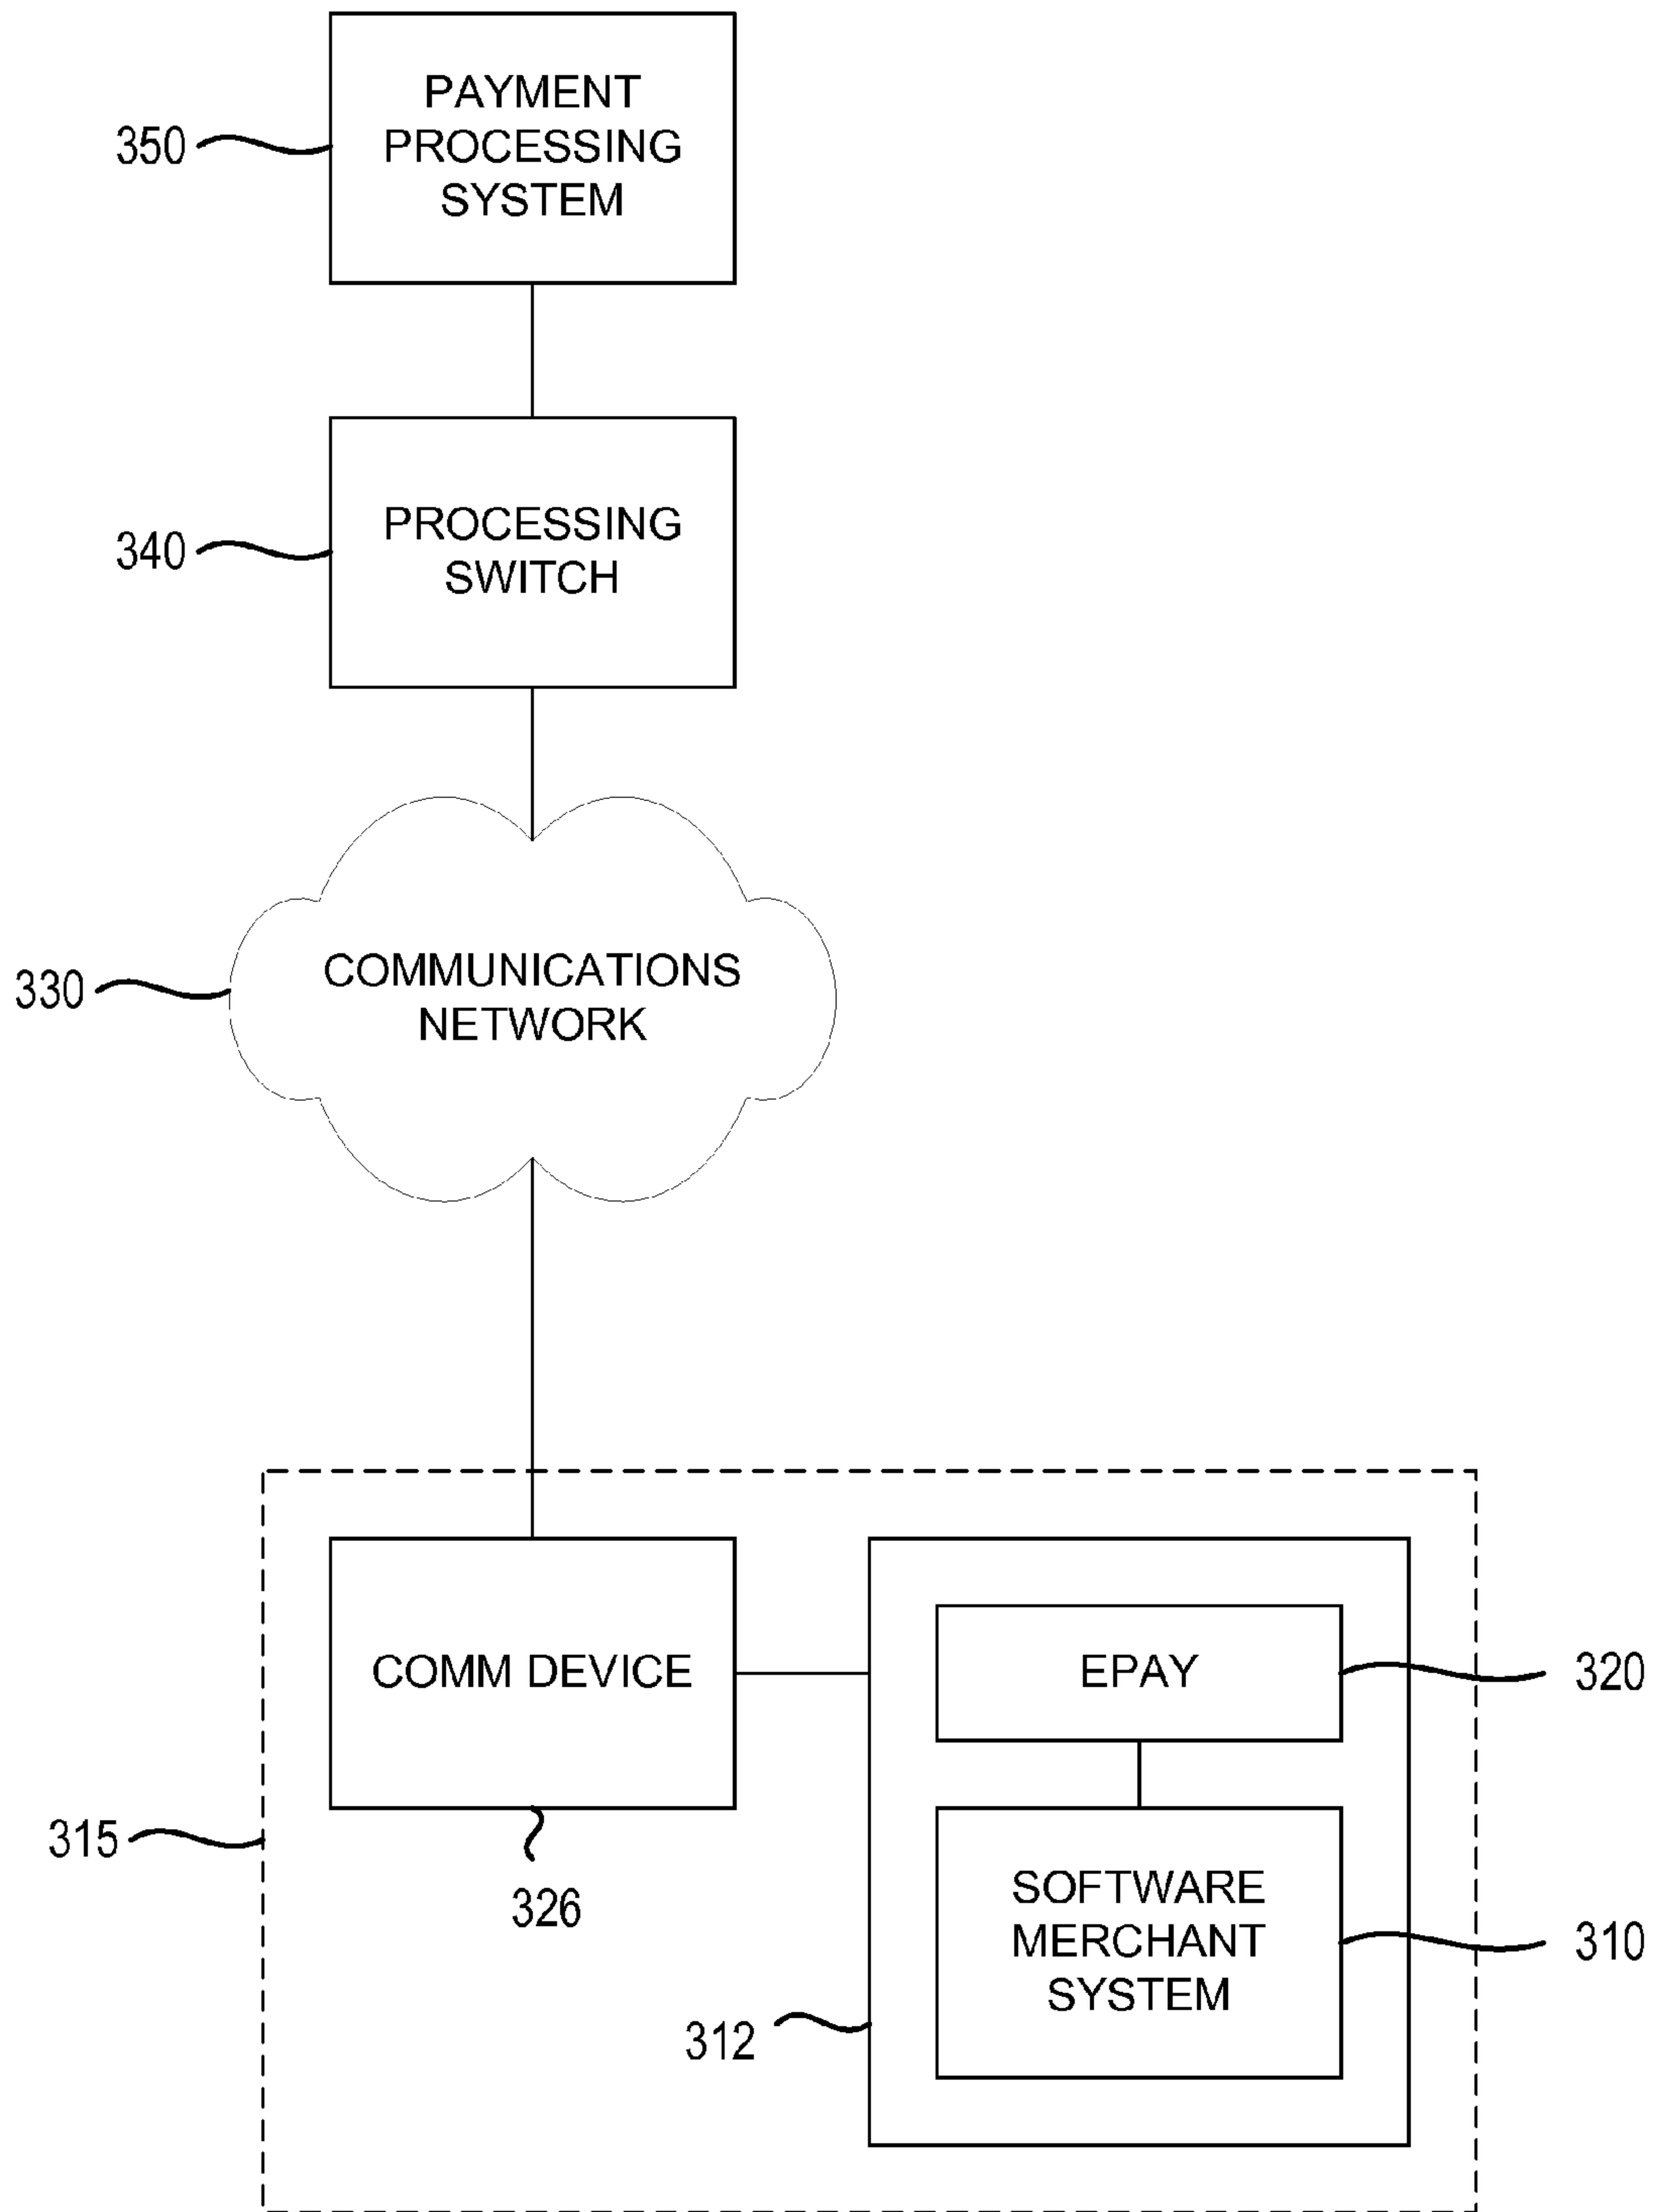 PAYMENT
PROCESSING
SYSTEM
350
PROCESSING
SWITCH
340
COMMUNICATIONS
NETWORK
330
COMM DEVICE
EPAY
320
315
326
SOFTWARE
MERCHANT
SYSTEM
310
312